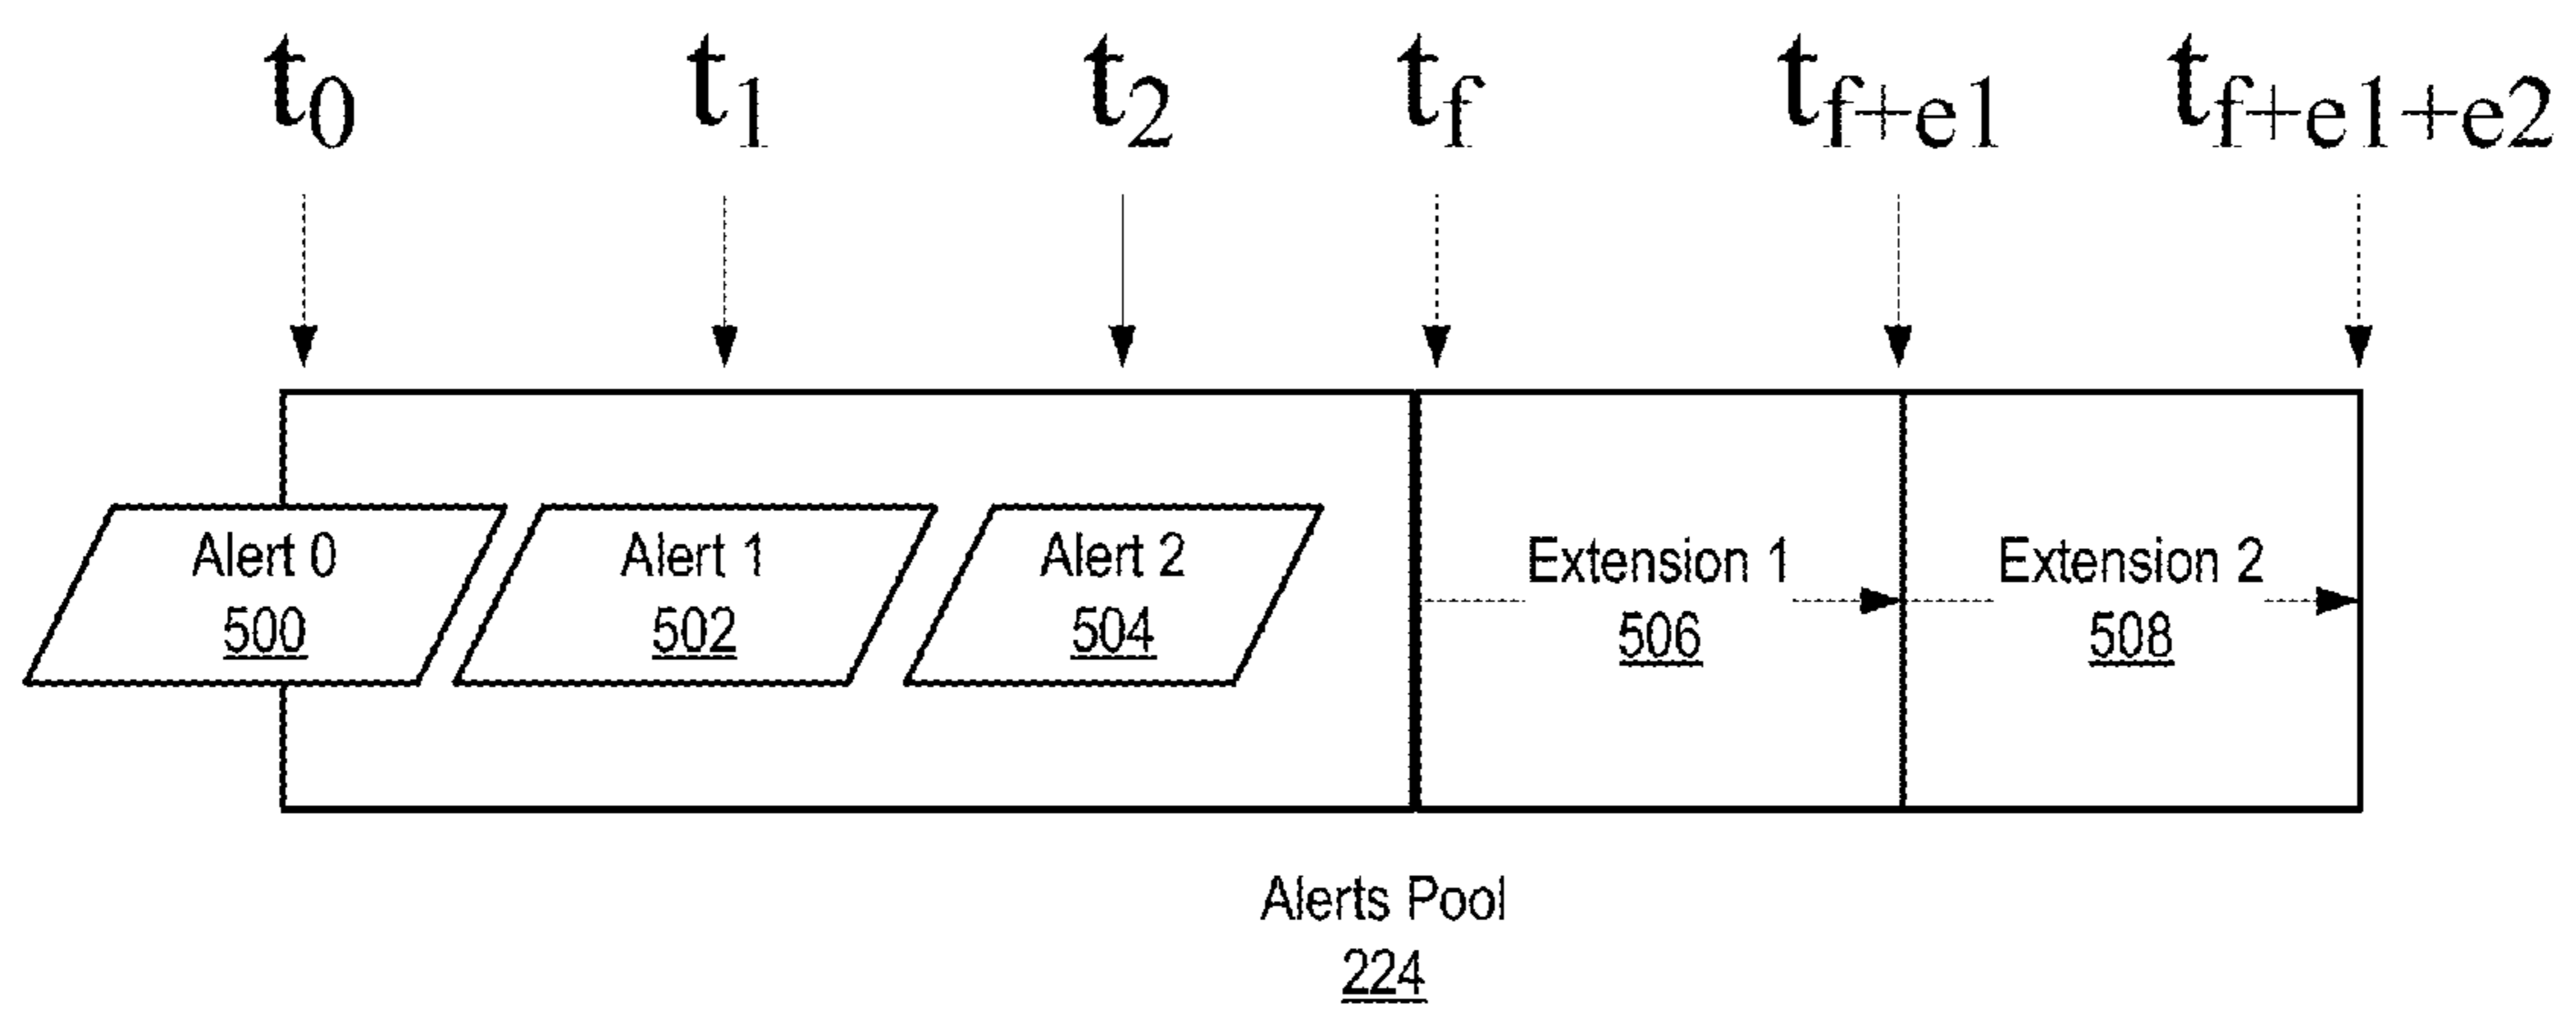 t0 t1 t2 tf tf+e1 tf+e1+e2
Alert 0 Alert 1 Alert 2 Extension 1 Extension 2
500 502 504 506 508
Alerts Pool
224